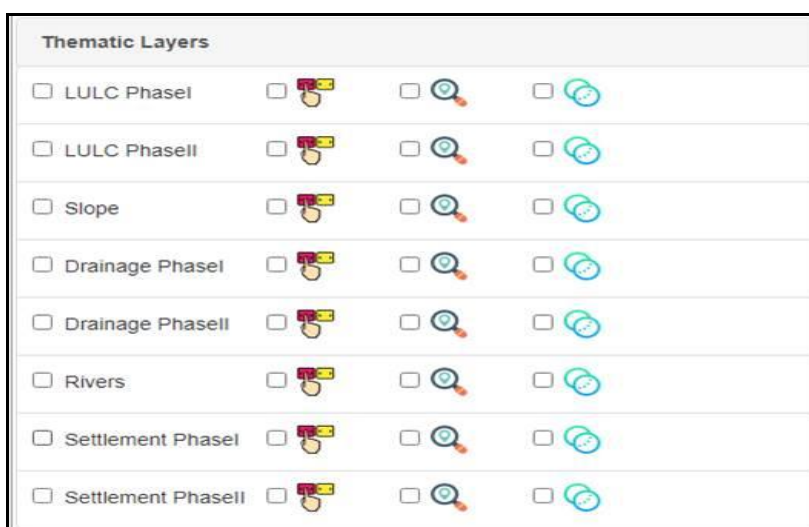 Thematic Layers
LULC PhaseI
LULC PhaseII
Slope
Drainage PhaseI
Drainage PhaseII
Rivers
Settlement PhaseI
Settlement PhaseII